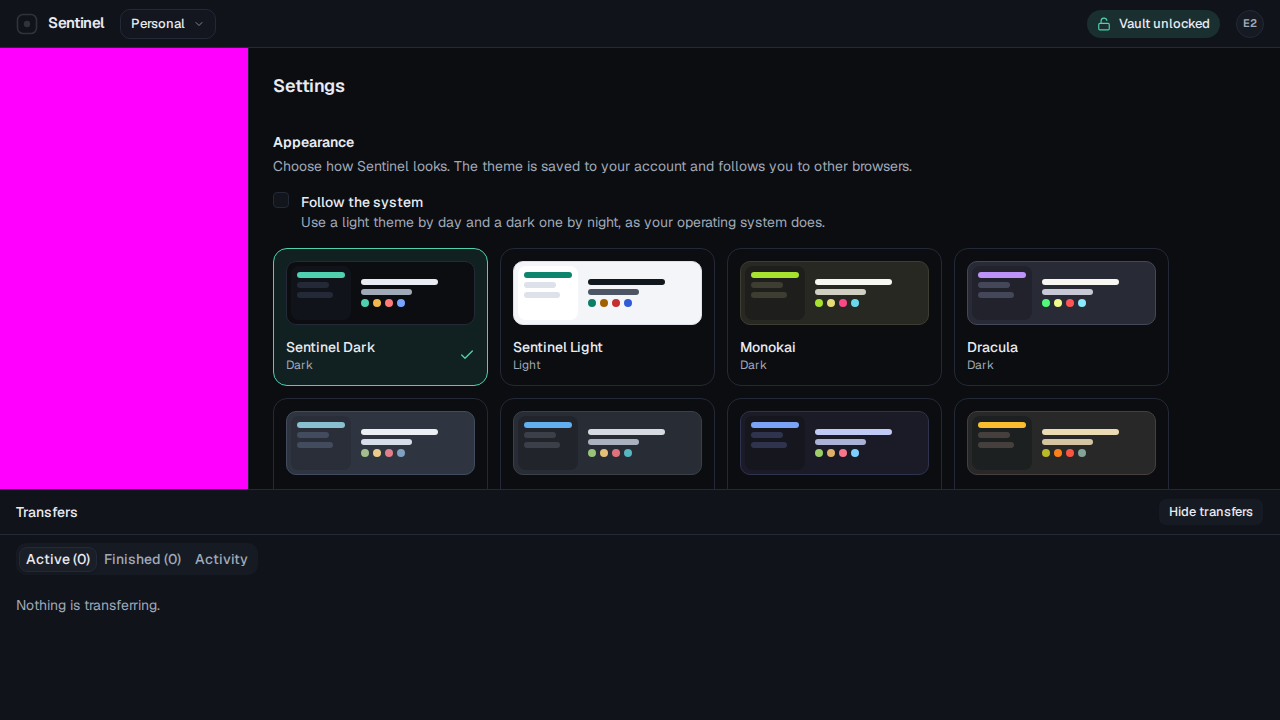 Sentinel
Personal
Vault unlocked
E2
Settings
Appearance
Choose how Sentinel looks. The theme is saved to your account and follows you to other browsers.
Follow the system
Use a light theme by day and a dark one by night, as your operating system does.
Sentinel Dark
Dark
Sentinel Light
Light
Monokai
Dark
Dracula
Dark
Transfers
Hide transfers
Active (0)
Finished (0)
Activity
Nothing is transferring.